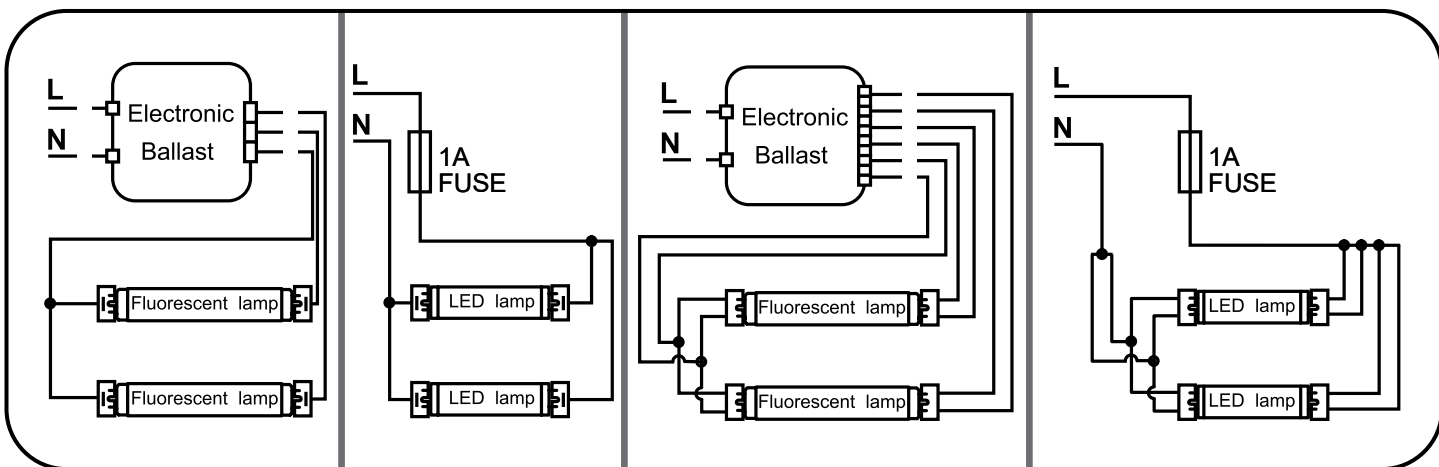 L
N
Electronic
Ballast
Fluorescent lamp
Fluorescent lamp
L
N
1A
FUSE
LED lamp
LED lamp
L
N
Electronic
Ballast
Fluorescent lamp
Fluorescent lamp
L
N
1A
FUSE
LED lamp
LED lamp